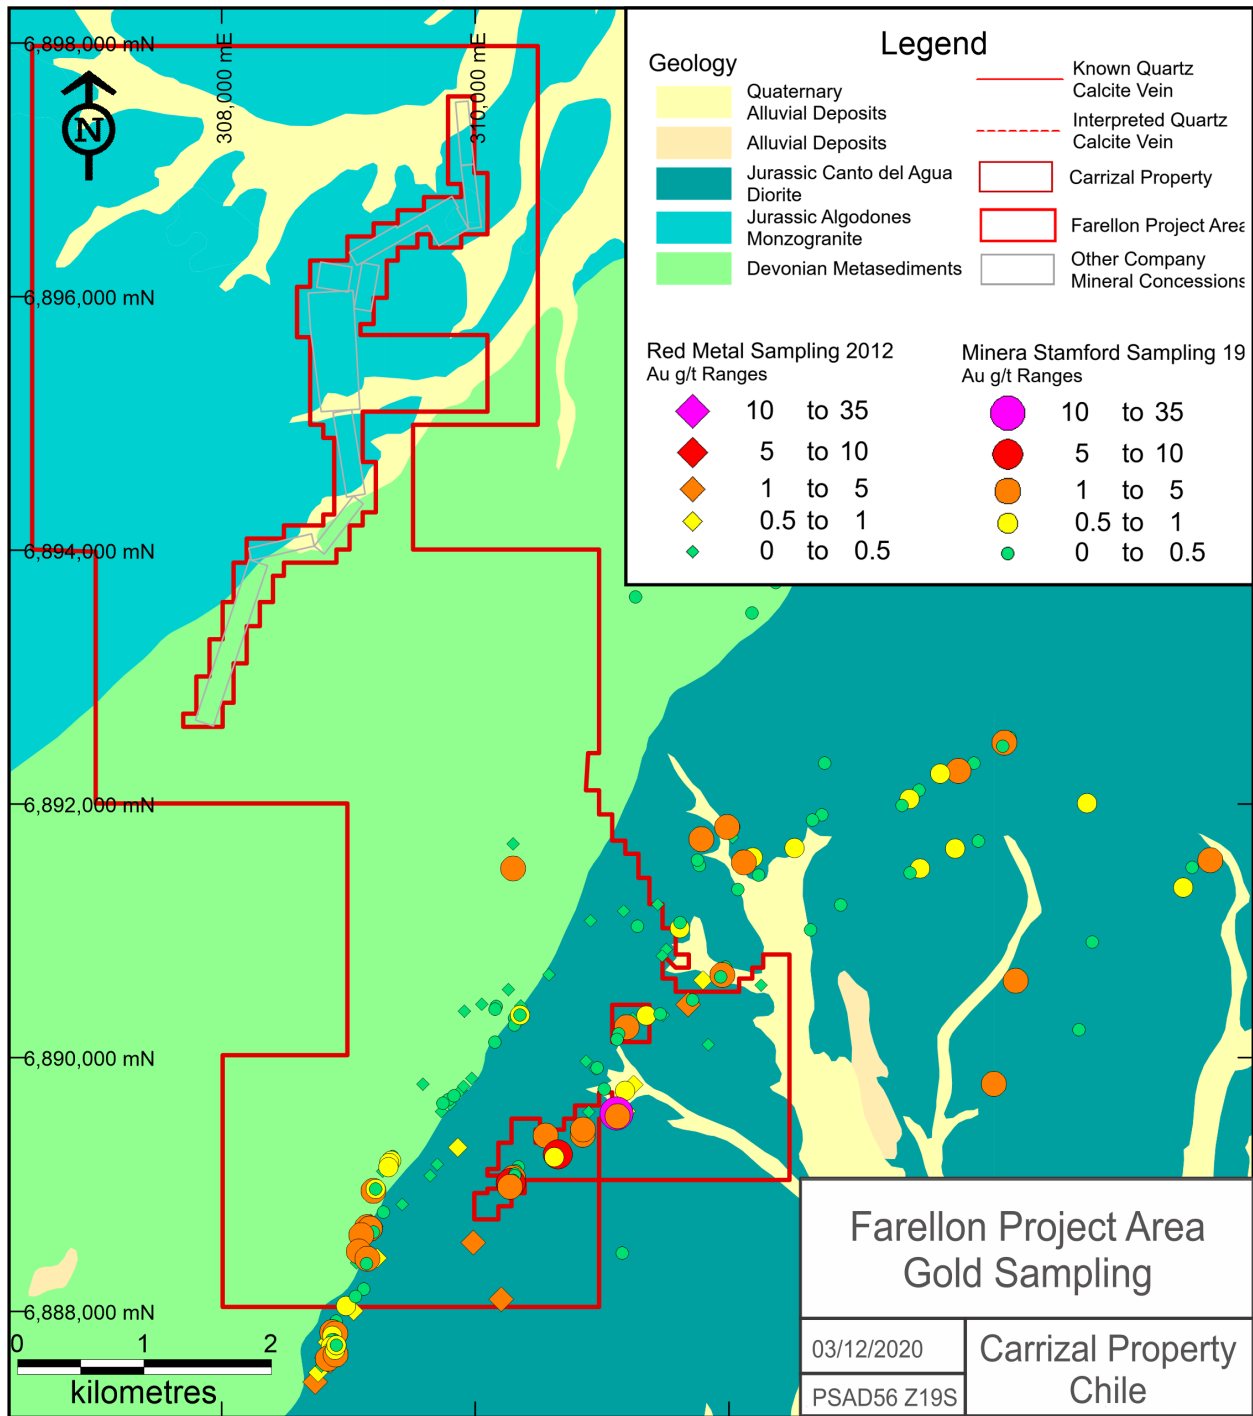 6,898,000 mN
308,000 mE
310,000 mE
N
6,896,000 mN
6,894,000 mN
6,892,000 mN
6,890,000 mN
6,888,000 mN
Legend
Geology
Quaternary
Alluvial Deposits
Alluvial Deposits
Jurassic Canto del Agua
Diorite
Jurassic Algodones
Monzogranite
Devonian Metasediments
Known Quartz
Calcite Vein
Interpreted Quartz
Calcite Vein
Carrizal Property
Farellon Project Area
Other Company
Mineral Concessions
Red Metal Sampling 2012
Au g/t Ranges
10 to 35
5 to 10
1 to 5
0.5 to 1
0 to 0.5
Minera Stamford Sampling 19
Au g/t Ranges
10 to 35
5 to 10
1 to 5
0.5 to 1
0 to 0.5
0 1 2
kilometres
Farellon Project Area
Gold Sampling
03/12/2020
PSAD56 Z19S
Carrizal Property
Chile